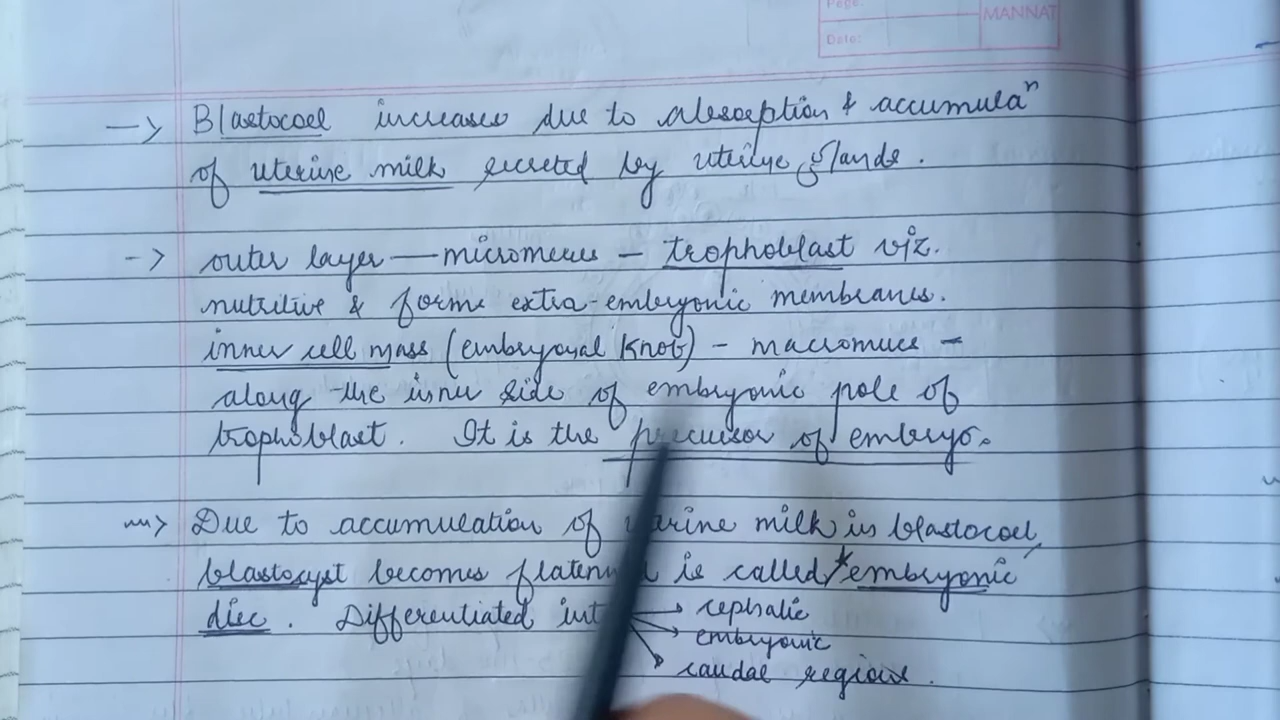 Page:
MANNAT
Date:
→ Blastocoel increases due to absorption & accumulaⁿ
of uterine milk secreted by uterine glands.
→ outer layer — micromeres – trophoblast viz.
nutritive & forms extra-embryonic membranes.
inner cell mass (embryonal knob) – macromeres –
along the inner side of embryonic pole of
trophoblast. It is the precursor of embryo.
→ Due to accumulation of milk in blastocoel,
blastocyst becomes is called *embryonic
disc. Differentiated → cephalic
→ embryonic
→ caudal regions.